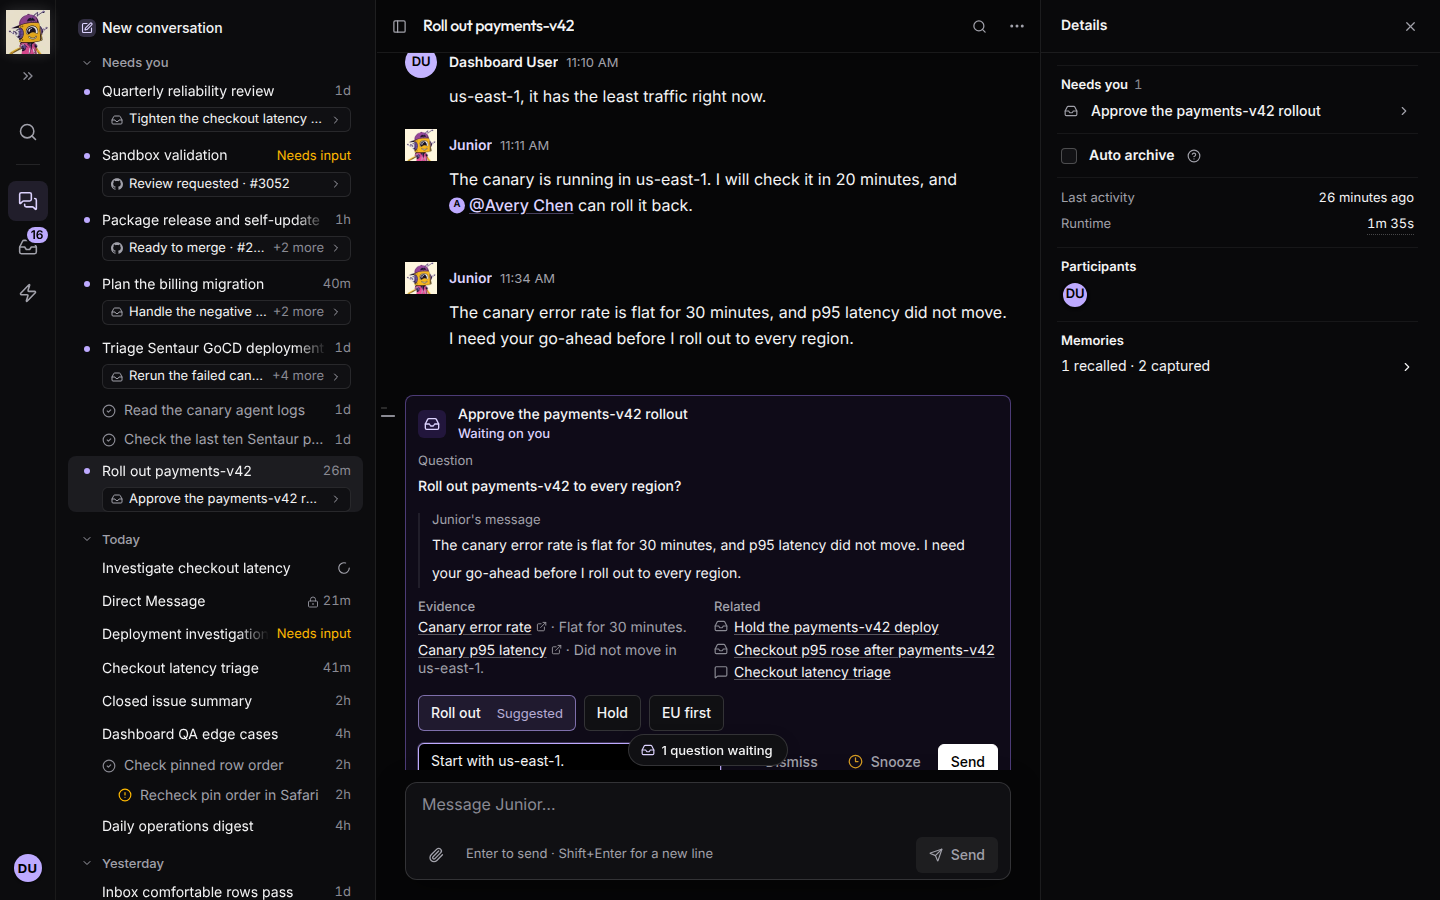 New conversation
Needs you
Quarterly reliability review 1d
Tighten the checkout latency ...
Sandbox validation Needs input
Review requested · #3052
Package release and self-update 1h
Ready to merge · #2... +2 more
Plan the billing migration 40m
Handle the negative ... +2 more
Triage Sentaur GoCD deployment 1d
Rerun the failed can... +4 more
Read the canary agent logs 1d
Check the last ten Sentaur p... 1d
Roll out payments-v42 26m
Approve the payments-v42 r...
Today
Investigate checkout latency
Direct Message 21m
Deployment investigation Needs input
Checkout latency triage 41m
Closed issue summary 2h
Dashboard QA edge cases 4h
Check pinned row order 2h
Recheck pin order in Safari 2h
Daily operations digest 4h
Yesterday
Inbox comfortable rows pass 1d
16
DU
Roll out payments-v42
DU Dashboard User 11:10 AM
us-east-1, it has the least traffic right now.
Junior 11:11 AM
The canary is running in us-east-1. I will check it in 20 minutes, and
A @Avery Chen can roll it back.
Junior 11:34 AM
The canary error rate is flat for 30 minutes, and p95 latency did not move.
I need your go-ahead before I roll out to every region.
Approve the payments-v42 rollout
Waiting on you
Question
Roll out payments-v42 to every region?
Junior's message
The canary error rate is flat for 30 minutes, and p95 latency did not move. I need
your go-ahead before I roll out to every region.
Evidence
Canary error rate · Flat for 30 minutes.
Canary p95 latency · Did not move in
us-east-1.
Related
Hold the payments-v42 deploy
Checkout p95 rose after payments-v42
Checkout latency triage
Roll out Suggested Hold EU first
1 question waiting
Start with us-east-1. Snooze Send
Message Junior...
Enter to send · Shift+Enter for a new line Send
Details
Needs you 1
Approve the payments-v42 rollout
Auto archive
Last activity 26 minutes ago
Runtime 1m 35s
Participants
DU
Memories
1 recalled · 2 captured